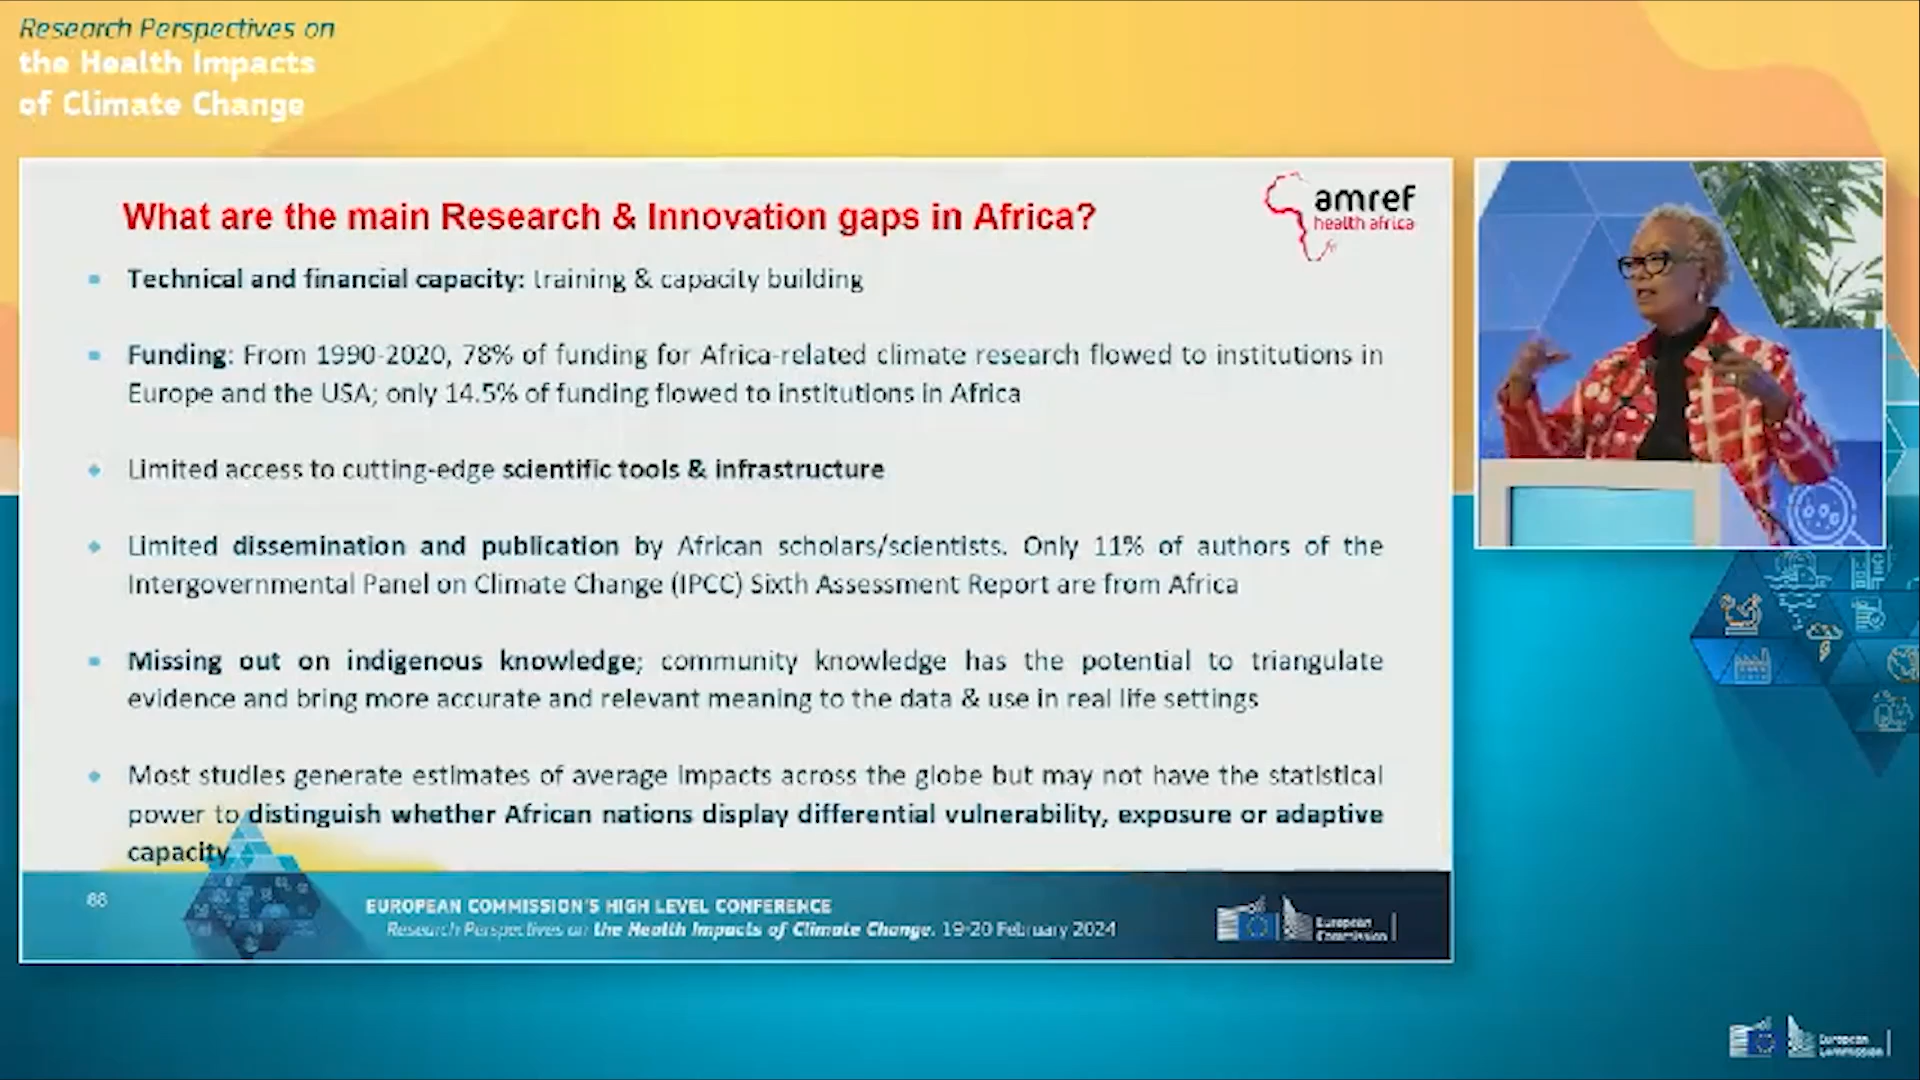 Research Perspectives on
the Health Impacts
of Climate Change
What are the main Research & Innovation gaps in Africa?
amref
health africa
Technical and financial capacity: training & capacity building
Funding: From 1990-2020, 78% of funding for Africa-related climate research flowed to institutions in
Europe and the USA; only 14.5% of funding flowed to institutions in Africa
Limited access to cutting-edge scientific tools & infrastructure
Limited dissemination and publication by African scholars/scientists. Only 11% of authors of the
Intergovernmental Panel on Climate Change (IPCC) Sixth Assessment Report are from Africa
Missing out on indigenous knowledge; community knowledge has the potential to triangulate
evidence and bring more accurate and relevant meaning to the data & use in real life settings
Most studies generate estimates of average impacts across the globe but may not have the statistical
power to distinguish whether African nations display differential vulnerability, exposure or adaptive
capacity
EUROPEAN COMMISSION'S HIGH LEVEL CONFERENCE
Research Perspectives on the Health Impacts of Climate Change. 19-20 February 2024
European
Commission
European
Commission